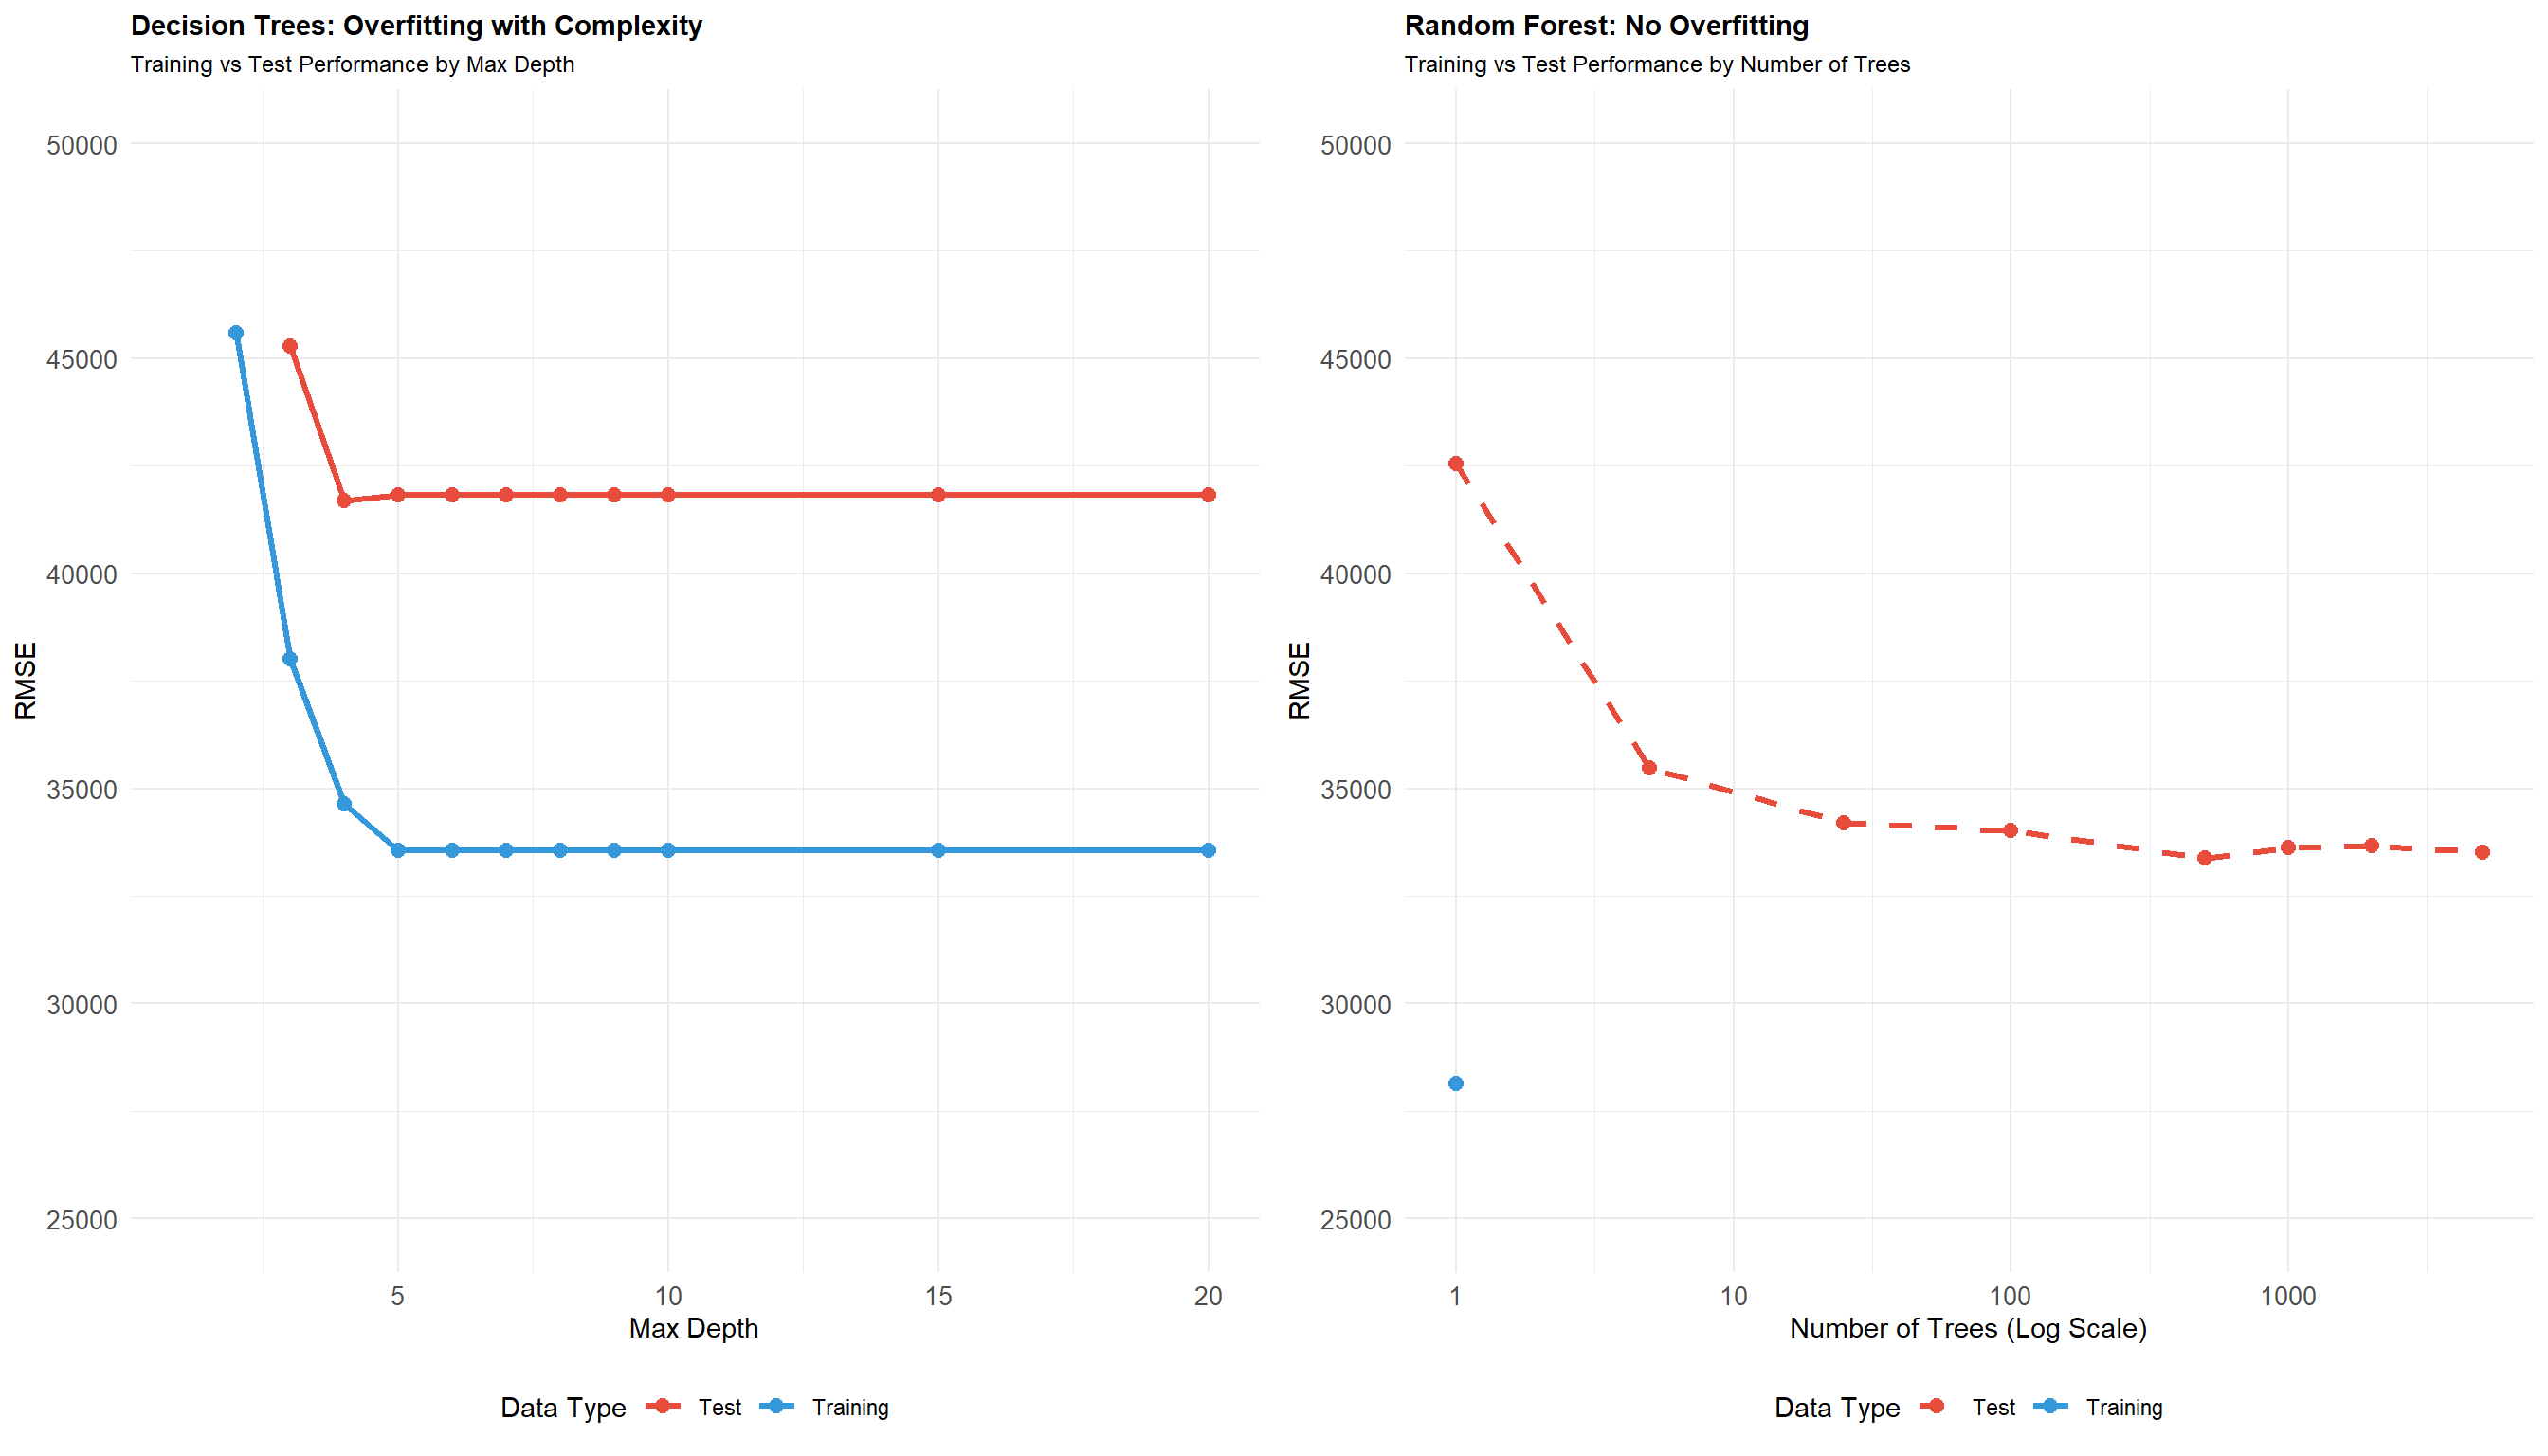 Decision Trees: Overfitting with Complexity
Training vs Test Performance by Max Depth
50000
45000
40000
35000
30000
25000
RMSE
5 10 15 20
Max Depth
Data Type Test Training
Random Forest: No Overfitting
Training vs Test Performance by Number of Trees
50000
45000
40000
35000
30000
25000
RMSE
1 10 100 1000
Number of Trees (Log Scale)
Data Type Test Training